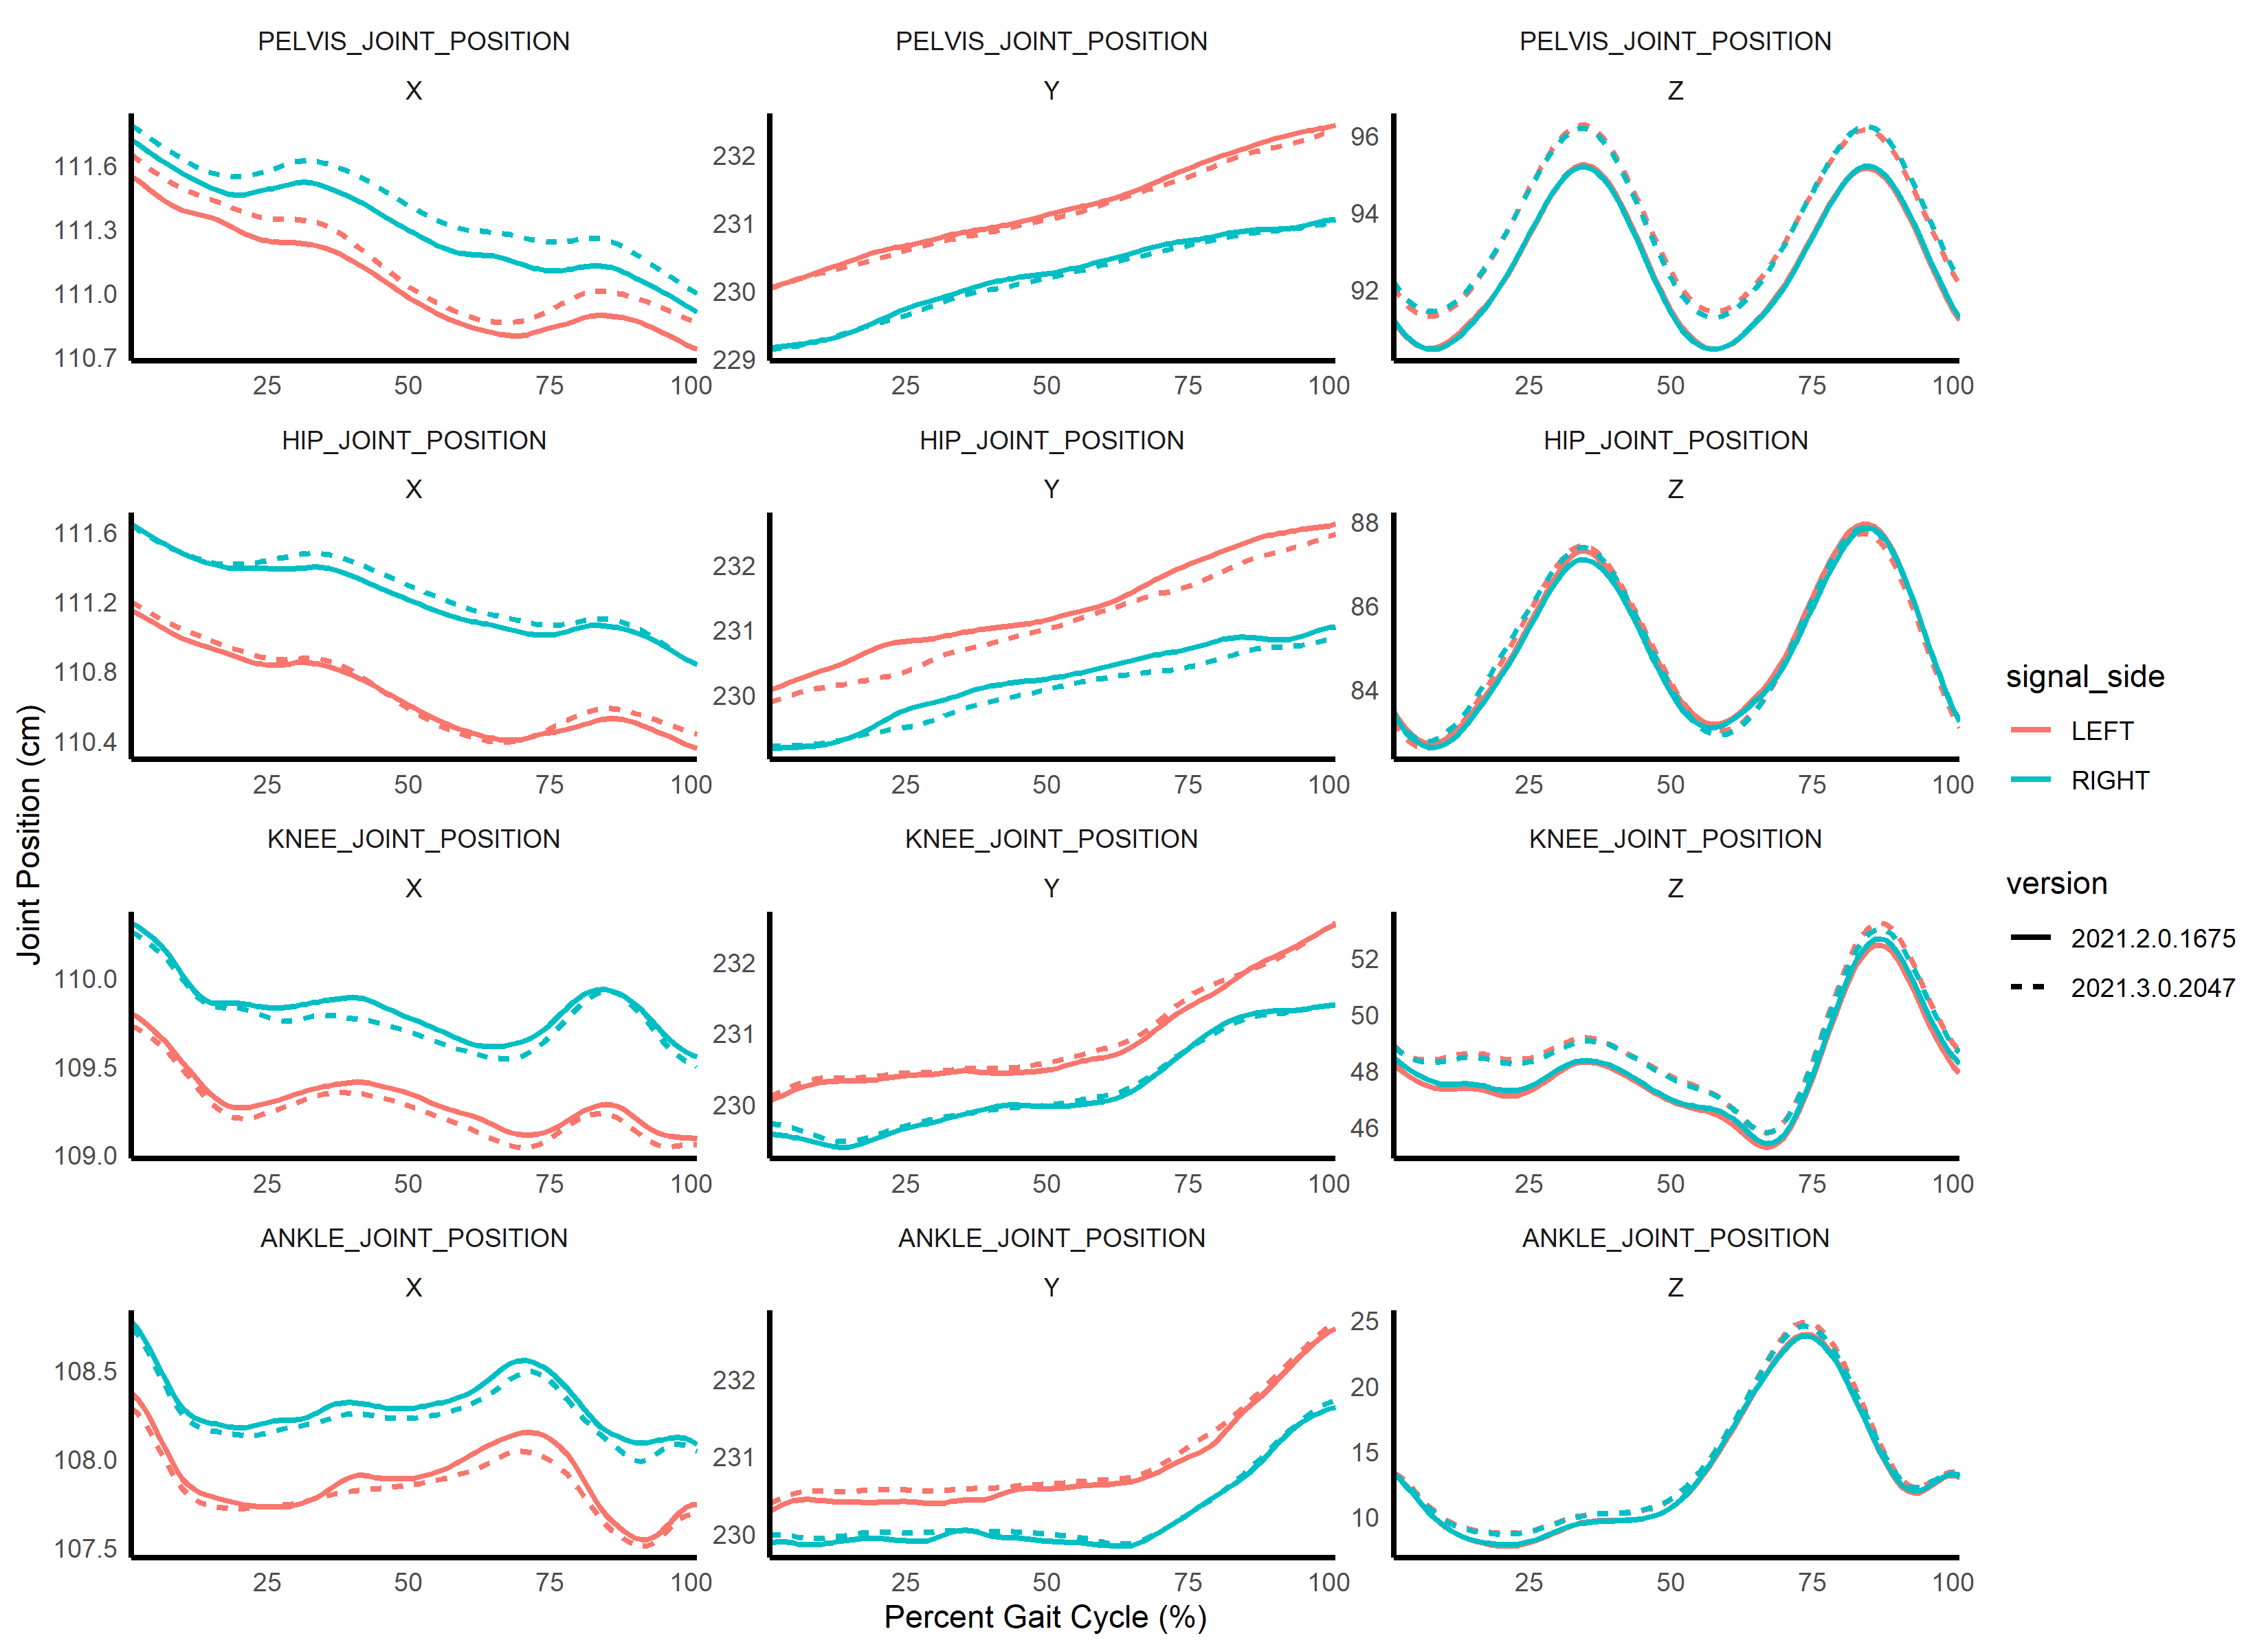 PELVIS_JOINT_POSITION PELVIS_JOINT_POSITION PELVIS_JOINT_POSITION
X Y Z
111.6
111.3
111.0
110.7
25 50 75 100
232
231
230
229
25 50 75 100
96
94
92
25 50 75 100
HIP_JOINT_POSITION HIP_JOINT_POSITION HIP_JOINT_POSITION
X Y Z
111.6
111.2
110.8
110.4
25 50 75 100
232
231
230
25 50 75 100
88
86
84
25 50 75 100
KNEE_JOINT_POSITION KNEE_JOINT_POSITION KNEE_JOINT_POSITION
X Y Z
110.0
109.5
109.0
25 50 75 100
232
231
230
25 50 75 100
52
50
48
46
25 50 75 100
ANKLE_JOINT_POSITION ANKLE_JOINT_POSITION ANKLE_JOINT_POSITION
X Y Z
108.5
108.0
107.5
25 50 75 100
232
231
230
25 50 75 100
25
20
15
10
25 50 75 100
Joint Position (cm)
Percent Gait Cycle (%)
signal_side
LEFT
RIGHT
version
2021.2.0.1675
2021.3.0.2047